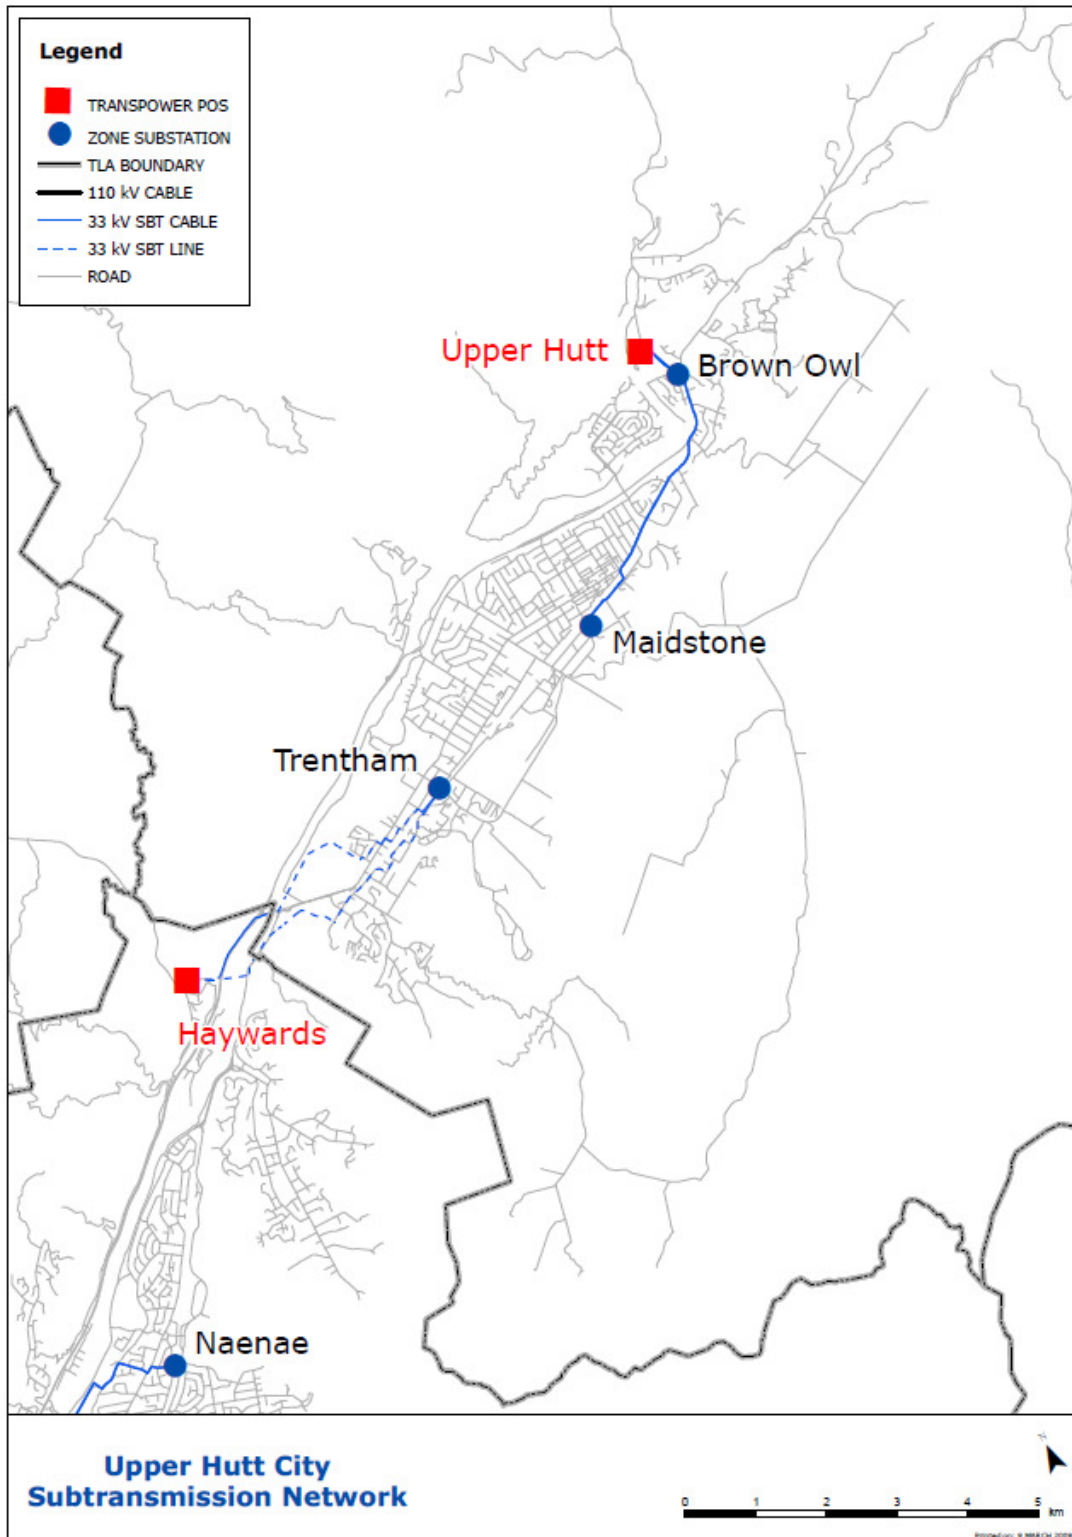 Legend
TRANSPOWER POS
ZONE SUBSTATION
TLA BOUNDARY
110 kV CABLE
33 kV SBT CABLE
33 kV SBT LINE
ROAD
Upper Hutt
Brown Owl
Maidstone
Trentham
Haywards
Naenae
Upper Hutt City
Subtransmission Network
N
0 1 2 3 4 5
km